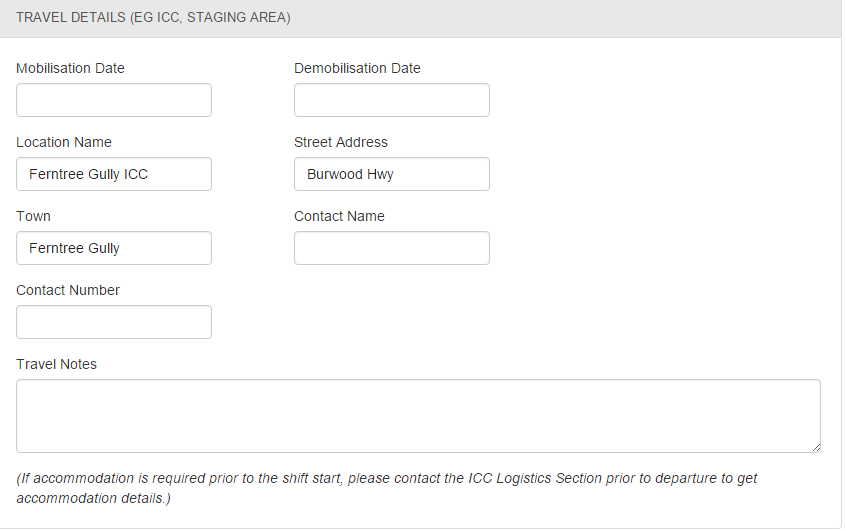 TRAVEL DETAILS (EG ICC, STAGING AREA)
Mobilisation Date
Demobilisation Date
Location Name
Street Address
Ferntree Gully ICC
Burwood Hwy
Town
Contact Name
Ferntree Gully
Contact Number
Travel Notes
(If accommodation is required prior to the shift start, please contact the ICC Logistics Section prior to departure to get
accommodation details.)